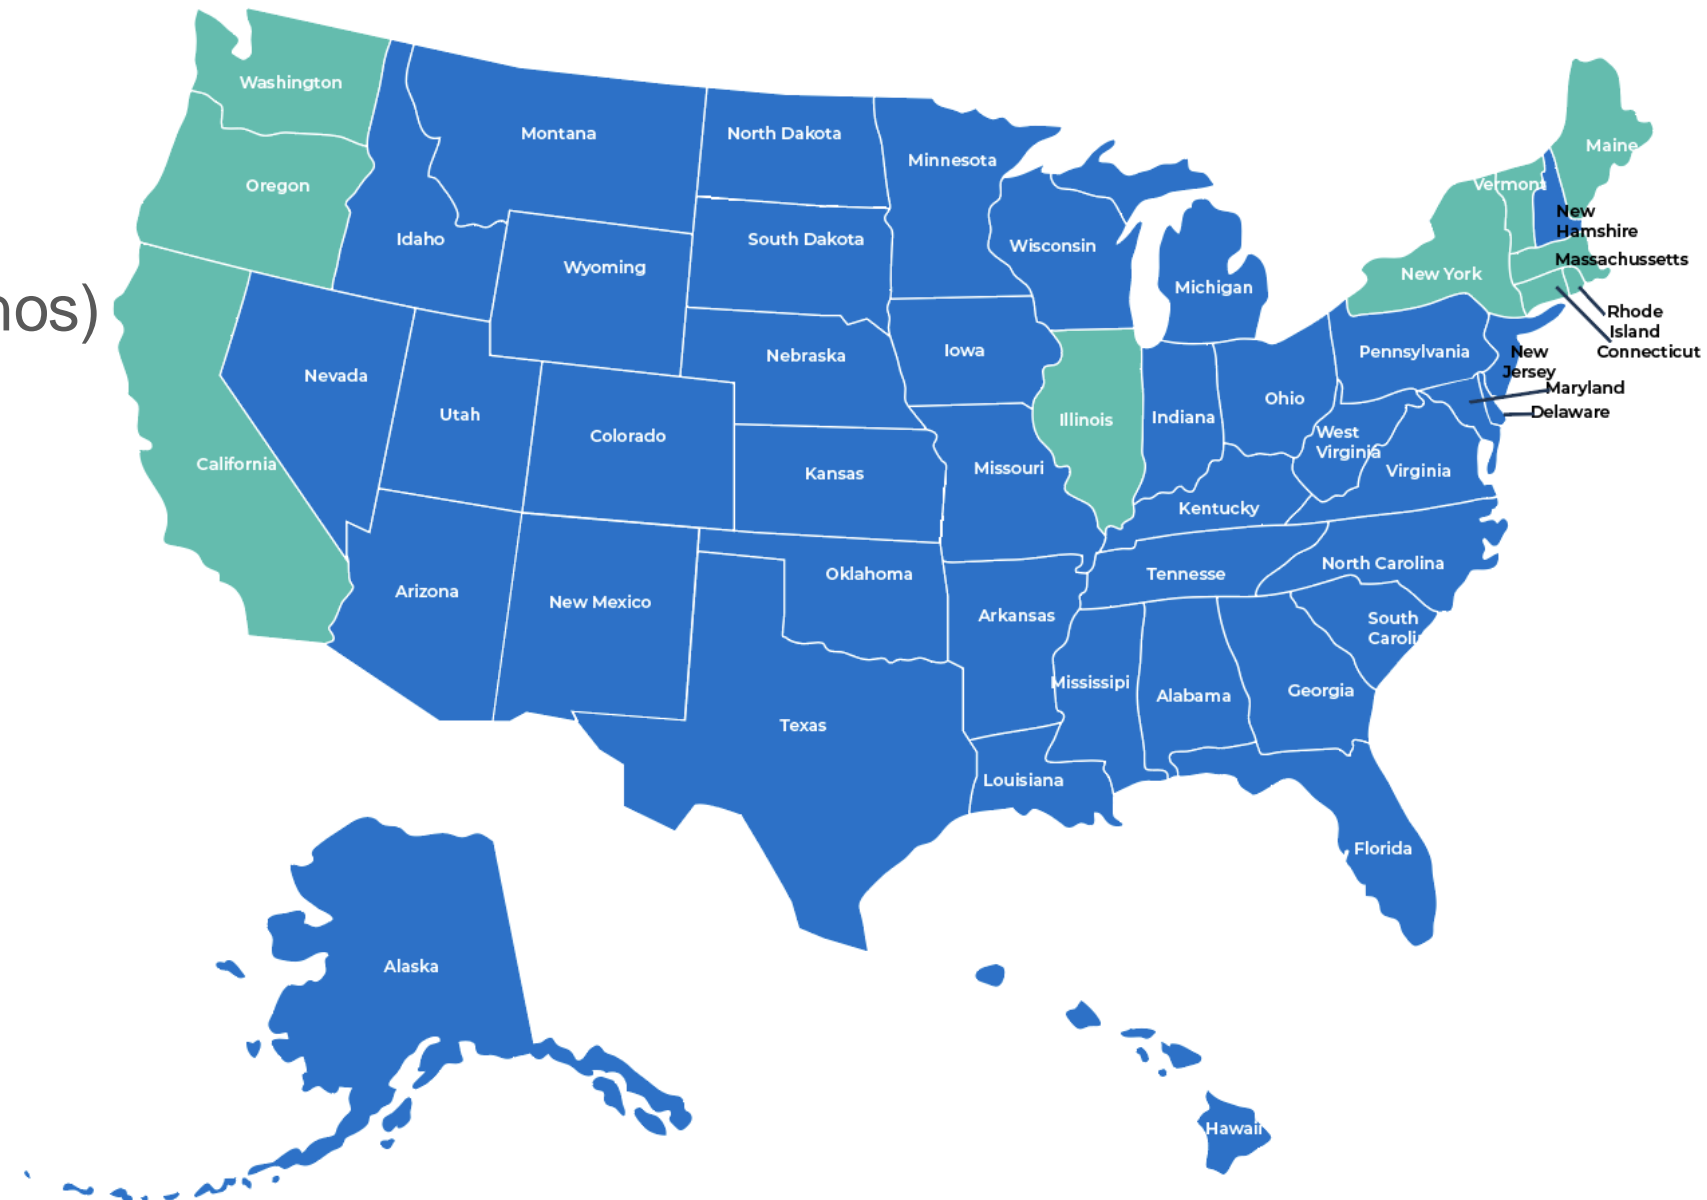 Washington
Montana
North Dakota
Minnesota
Maine
Oregon
Vermont
New
Hamshire
Idaho
South Dakota
Wisconsin
Wyoming
Massachussetts
New York
Michigan
nos)
Rhode
Island
Connecticut
Nebraska
Iowa
Pennsylvania
New
Jersey
Nevada
Maryland
Utah
Ohio
Delaware
Colorado
Illinois
Indiana
West
Virginia
California
Kansas
Missouri
Virginia
Kentucky
Arizona
New Mexico
Oklahoma
Tennesse
North Carolina
Arkansas
South
Carolin
Mississipi
Alabama
Georgia
Texas
Louisiana
Florida
Alaska
Hawaii